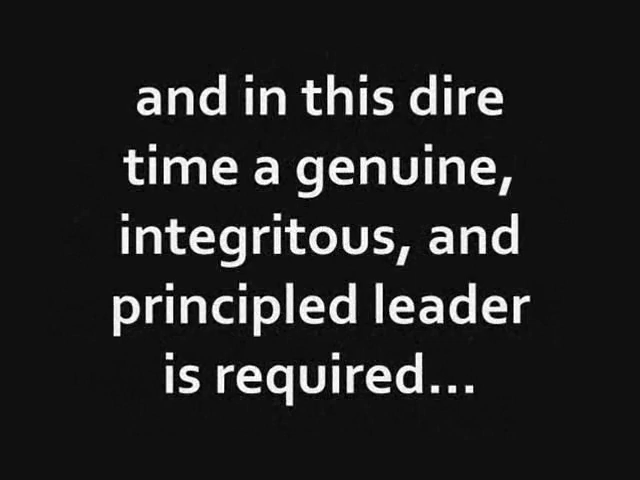 and in this dire
time a genuine,
integritous, and
principled leader
is required...